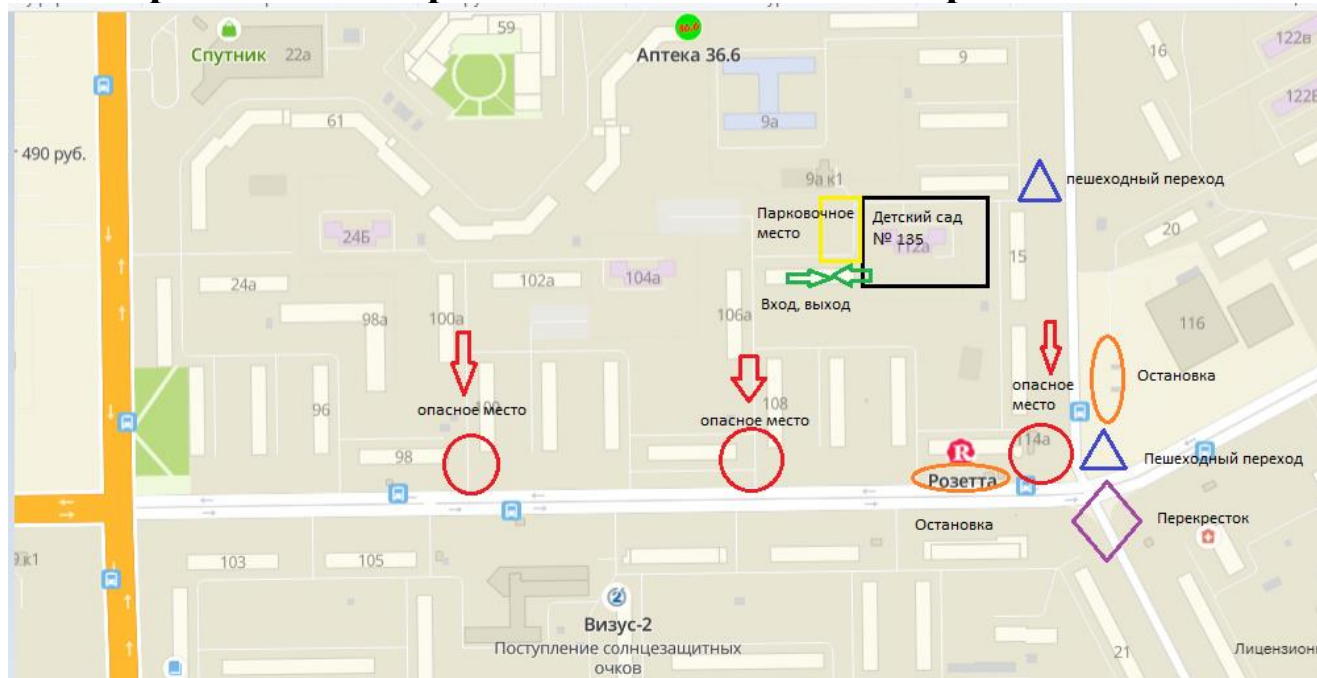 59
Спутник 22а
36.6
Аптека 36.6
9
16
122в
61
9а
490 руб.
9а к1
пешеходный переход
Парковочное
место
Детский сад
№ 135
112а
24Б
20
15
24а
102а
104а
Вход, выход
98а
100а
106а
116
опасное
место
Остановка
96
опасное место
108
опасное место
114а
98
R
Розетта
Пешеходный переход
Остановка
Перекресток
103
105
2
Визус-2
Поступление солнцезащитных
очков
21